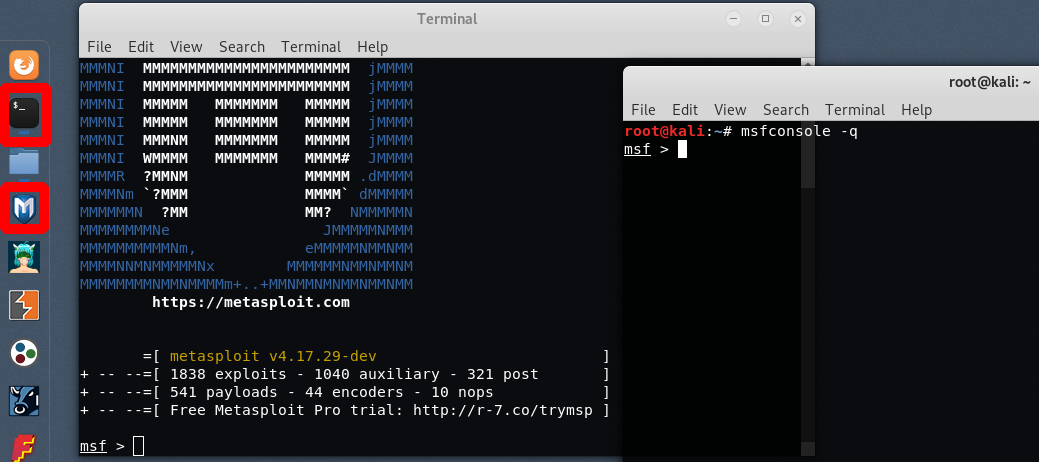 Terminal
File Edit View Search Terminal Help
MMMNI  MMMMMMMMMMMMMMMMMMMMMMM  jMMMM
MMMNI  MMMMMMMMMMMMMMMMMMMMMMM  jMMMM
MMMNI  MMMMM   MMMMMMM   MMMMM  jMMMM
MMMNI  MMMMM   MMMMMMM   MMMMM  jMMMM
MMMNI  MMMNM   MMMMMMM   MMMMM  jMMMM
MMMNI  WMMMM   MMMMMMM   MMMM#  JMMMM
MMMMR  ?MMNM             MMMMM .dMMMM
MMMMNm `?MMM             MMMM` dMMMMM
MMMMMMN  ?MM             MM?  NMMMMMN
MMMMMMMMNe                 JMMMMMNMMM
MMMMMMMMMMNm,            eMMMMMNMMNMM
MMMMNNMNMMMMMNx        MMMMMMNMMNMMNM
MMMMMMMMNMMNMMMMm+..+MMNMMNMNMMNMMNMM
https://metasploit.com
=[ metasploit v4.17.29-dev ]
+ -- --=[ 1838 exploits - 1040 auxiliary - 321 post ]
+ -- --=[ 541 payloads - 44 encoders - 10 nops ]
+ -- --=[ Free Metasploit Pro trial: http://r-7.co/trymsp ]
msf >
root@kali: ~
File Edit View Search Terminal Help
root@kali:~# msfconsole -q
msf >
$_